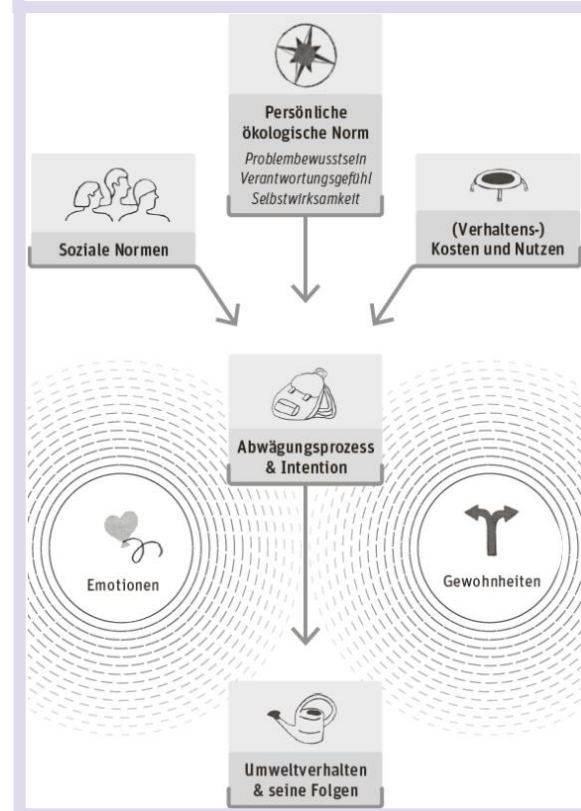 Persönliche
ökologische Norm
Problembewusstsein
Verantwortungsgefühl
Selbstwirksamkeit
Soziale Normen
(Verhaltens-)
Kosten und Nutzen
Abwägungsprozess
& Intention
Emotionen
Gewohnheiten
Umweltverhalten
& seine Folgen